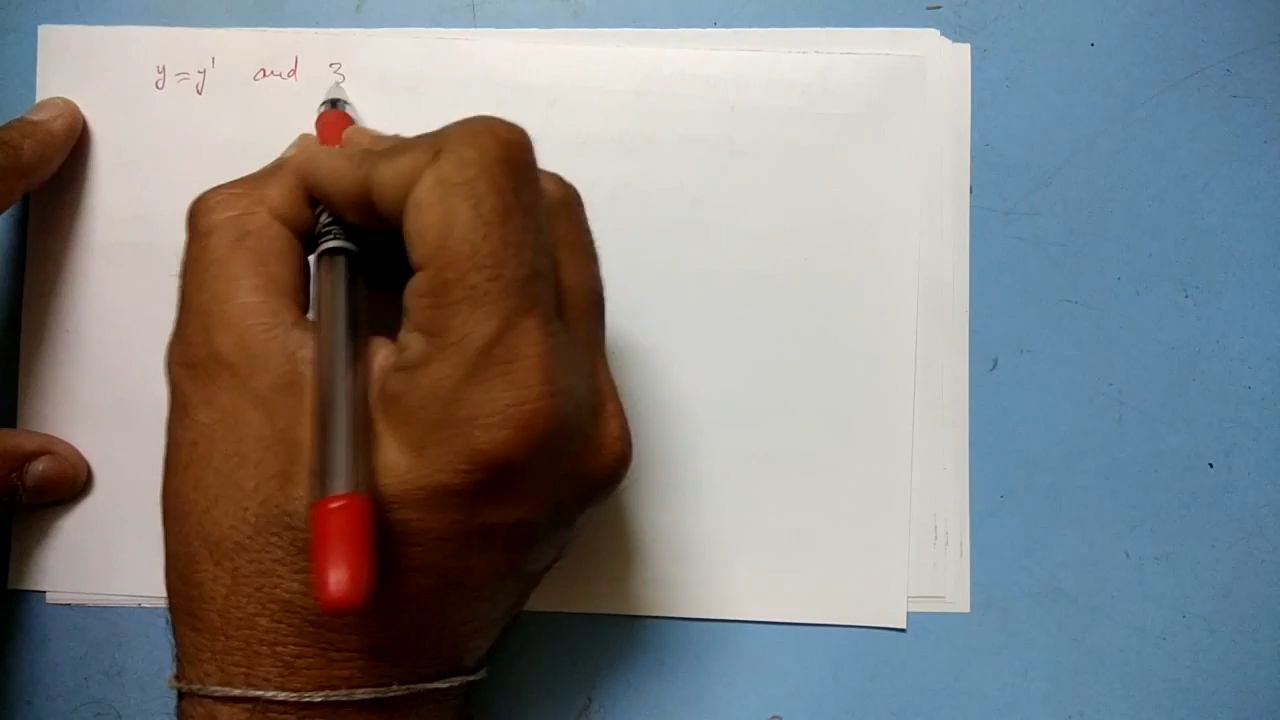 y = y' and 3